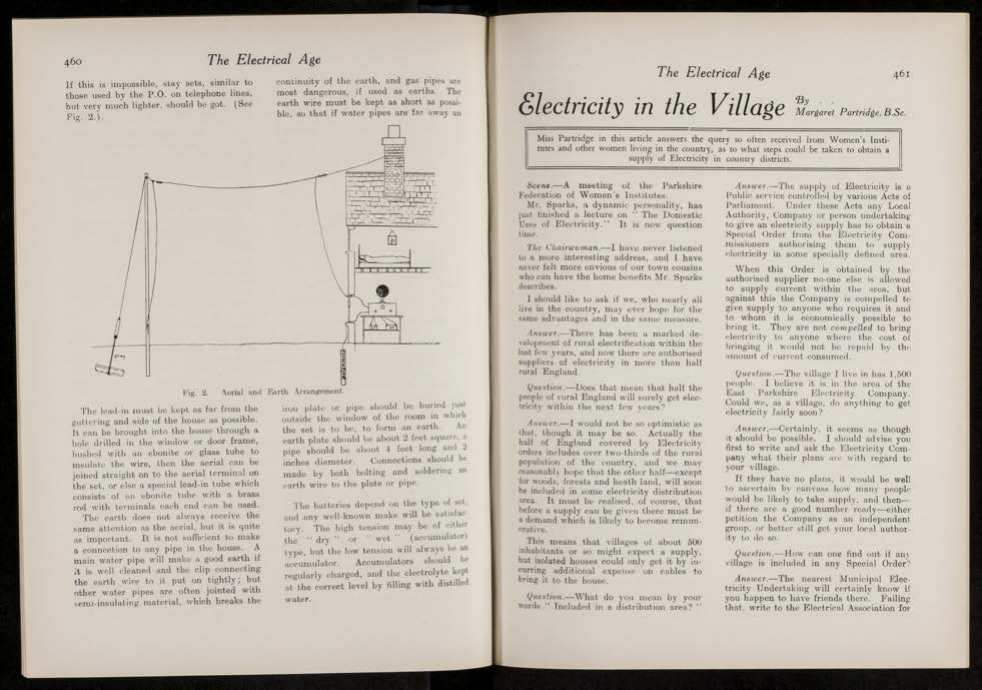 460
The Electrical Age
If this is impossible, stay sets, similar to
those used by the P.O. on telephone lines,
but very much lighter, should be got. (See
Fig. 2.).
continuity of the earth, and gas pipes are
most dangerous, if used as earths. The
earth wire must be kept as short as possi-
ble, so that if water pipes are far away an
Fig. 2. Aerial and Earth Arrangement.
The lead-in must be kept as far from the
guttering and side of the house as possible.
It can be brought into the house through a
hole drilled in the window or door frame,
bushed with an ebonite or glass tube to
insulate the wire, then the aerial can be
joined straight on to the aerial terminal on
the set, or else a special lead-in tube which
consists of an ebonite tube with a brass
rod with terminals each end can be used.
The earth does not always receive the
same attention as the aerial, but it is quite
as important. It is not sufficient to make
a connection to any pipe in the house. A
main water pipe will make a good earth if
it is well cleaned and the clip connecting
the earth wire to it put on tightly; but
other water pipes are often jointed with
semi-insulating material, which breaks the
iron plate or pipe should be buried just
outside the window of the room in which
the set is to be, to form an earth. An
earth plate should be about 2 feet square, a
pipe should be about 4 feet long and 2
inches diameter. Connections should be
made by both bolting and soldering an
earth wire to the plate or pipe.
The batteries depend on the type of set,
and any well-known make will be satisfac-
tory. The high tension may be of either
the " dry " or " wet " (accumulator)
type, but the low tension will always be an
accumulator. Accumulators should be
regularly charged, and the electrolyte kept
at the correct level by filling with distilled
water.
The Electrical Age
461
Electricity in the Village
By
Margaret Partridge, B.Sc.
Miss Partridge in this article answers the query so often received from Women's Insti-
tutes and other women living in the country, as to what steps could be taken to obtain a
supply of Electricity in country districts.
Scene.—A meeting of the Parkshire
Federation of Women's Institutes.
Mr. Sparks, a dynamic personality, has
just finished a lecture on " The Domestic
Uses of Electricity." It is now question
time.
The Chairwoman.—I have never listened
to a more interesting address, and I have
never felt more envious of our town cousins
who can have the home benefits Mr. Sparks
describes.
I should like to ask if we, who nearly all
live in the country, may ever hope for the
same advantages and in the same measure.
Answer.—There has been a marked de-
velopment of rural electrification within the
last few years, and now there are authorised
suppliers of electricity in more than half
rural England.
Question.—Does that mean that half the
people of rural England will surely get elec-
tricity within the next few years?
Answer.—I would not be so optimistic as
that, though it may be so. Actually the
half of England covered by Electricity
orders includes over two-thirds of the rural
population of the country, and we may
reasonably hope that the other half—except
for woods, forests and heath land, will soon
be included in some electricity distribution
area. It must be realised, of course, that
before a supply can be given there must be
a demand which is likely to become remun-
erative.
This means that villages of about 500
inhabitants or so might expect a supply,
but isolated houses could only get it by in-
curring additional expense on cables to
bring it to the house.
Question.—What do you mean by your
words " Included in a distribution area? "
Answer.—The supply of Electricity is a
Public service controlled by various Acts of
Parliament. Under these Acts any Local
Authority, Company or person undertaking
to give an electricity supply has to obtain a
Special Order from the Electricity Com-
missioners authorising them to supply
electricity in some specially defined area.
When this Order is obtained by the
authorised supplier no-one else is allowed
to supply current within the area, but
against this the Company is compelled to
give supply to anyone who requires it and
to whom it is economically possible to
bring it. They are not compelled to bring
electricity to anyone where the cost of
bringing it would not be repaid by the
amount of current consumed.
Question.—The village I live in has 1,500
people. I believe it is in the area of the
East Parkshire Electricity Company.
Could we, as a village, do anything to get
electricity fairly soon?
Answer.—Certainly, it seems as though
it should be possible. I should advise you
first to write and ask the Electricity Com-
pany what their plans are with regard to
your village.
If they have no plans, it would be well
to ascertain by canvass how many people
would be likely to take supply, and then—
if there are a good number ready—either
petition the Company as an independent
group, or better still get your local author-
ity to do so.
Question.—How can one find out if any
village is included in any Special Order?
Answer.—The nearest Municipal Elec-
tricity Undertaking will certainly know if
you happen to have friends there. Failing
that, write to the Electrical Association for